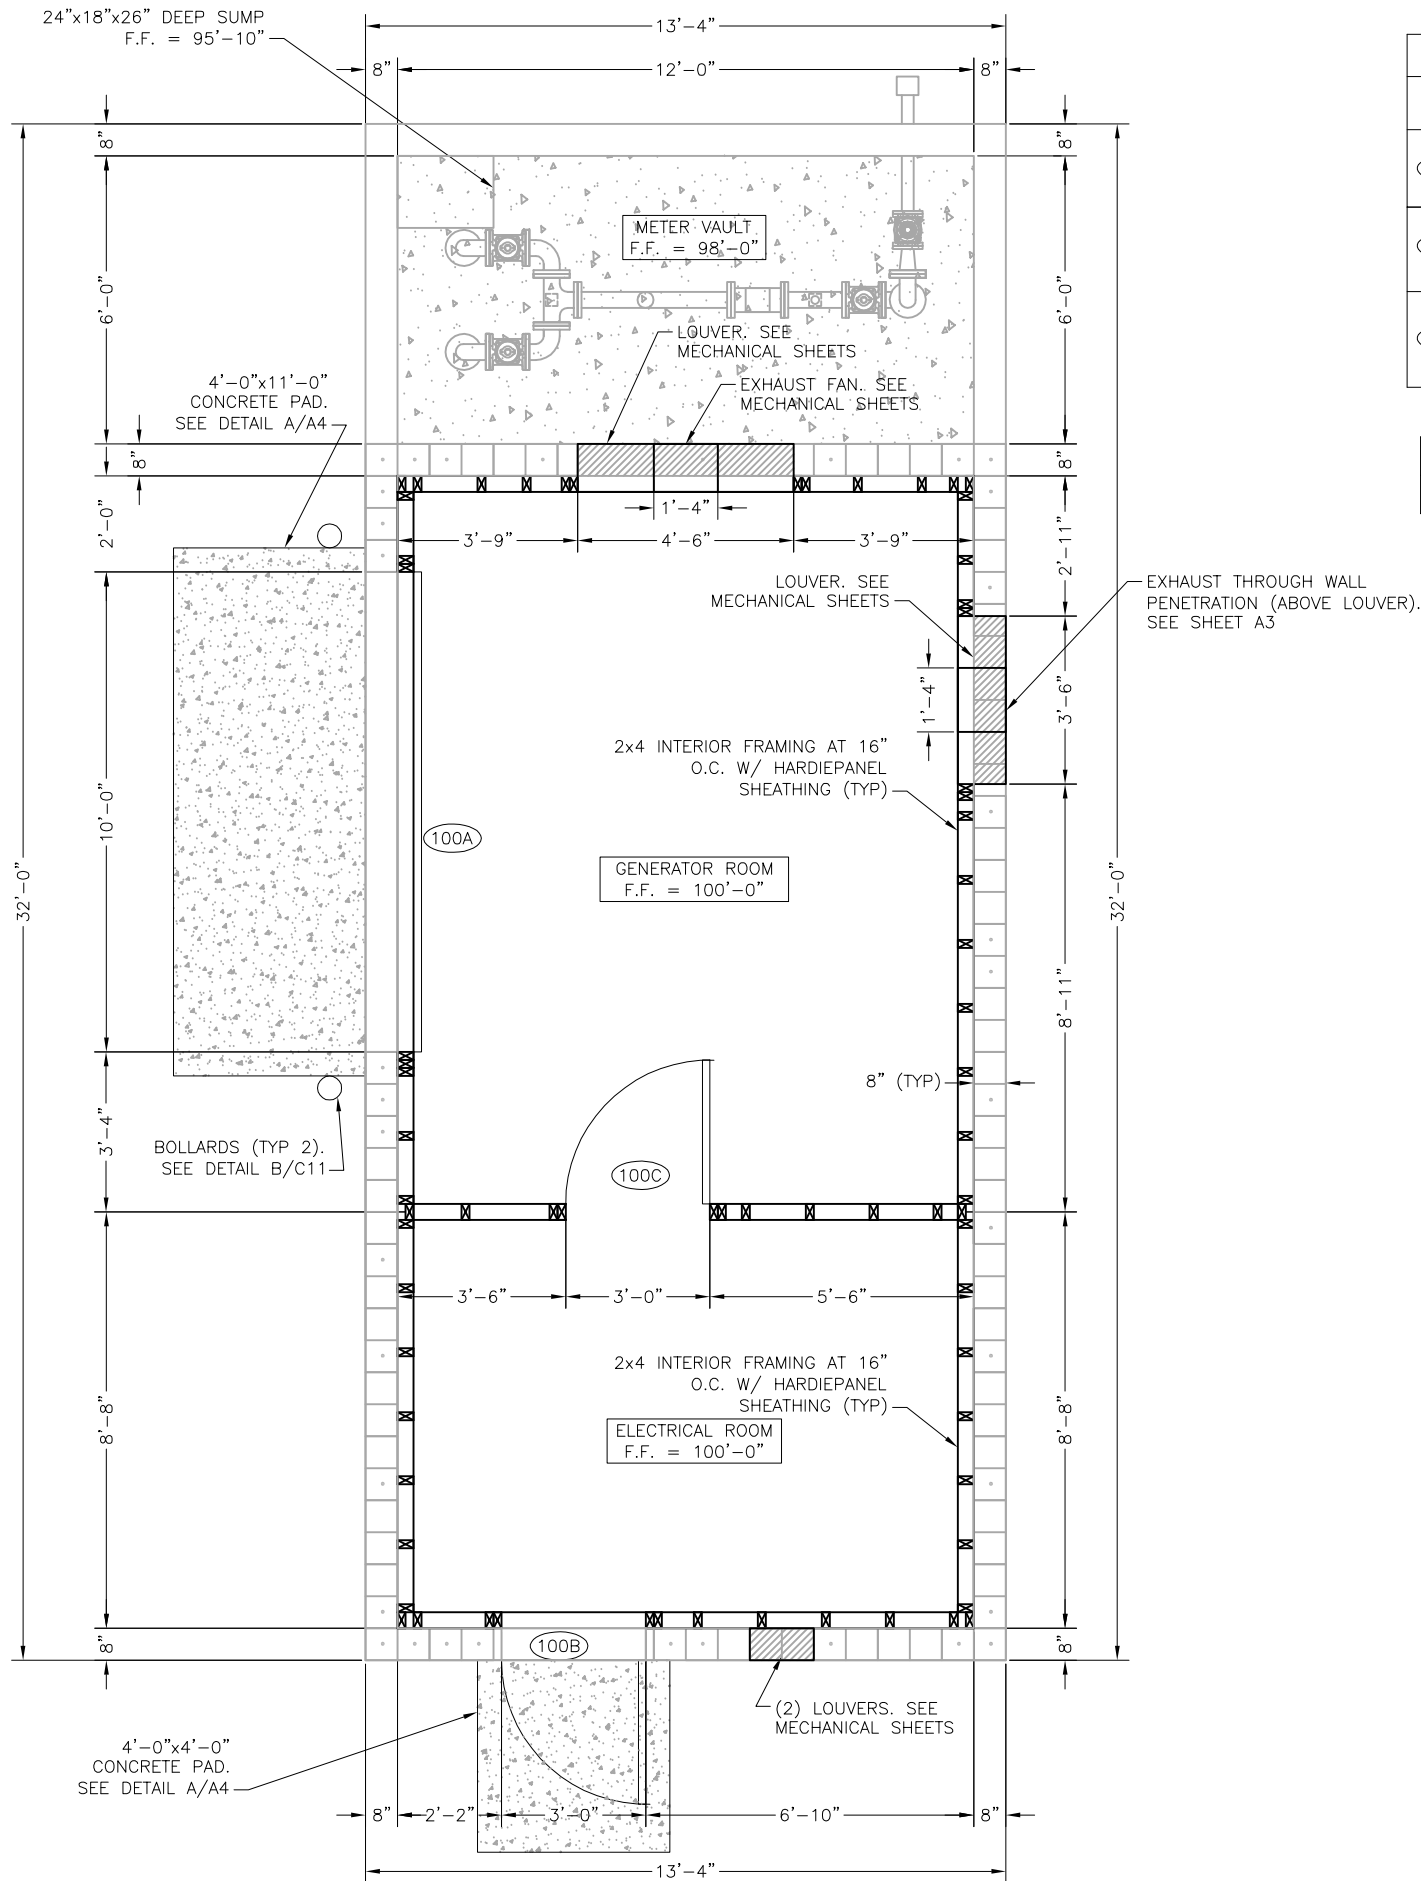 24"x18"x26" DEEP SUMP
F.F. = 95'-10"
13'-4"
8"
12'-0"
8"
8"
8"
METER VAULT
F.F. = 98'-0"
6'-0"
6'-0"
LOUVER. SEE
MECHANICAL SHEETS
EXHAUST FAN. SEE
MECHANICAL SHEETS
4'-0"x11'-0"
CONCRETE PAD.
SEE DETAIL A/A4
8"
8"
2'-0"
1'-4"
2'-11"
3'-9"
4'-6"
3'-9"
LOUVER. SEE
MECHANICAL SHEETS
EXHAUST THROUGH WALL
PENETRATION (ABOVE LOUVER).
SEE SHEET A3
1'-4"
3'-6"
2x4 INTERIOR FRAMING AT 16"
O.C. W/ HARDIEPANEL
SHEATHING (TYP)
10'-0"
100A
GENERATOR ROOM
F.F. = 100'-0"
32'-0"
32'-0"
8'-11"
8" (TYP)
3'-4"
BOLLARDS (TYP 2).
SEE DETAIL B/C11
100C
3'-6"
3'-0"
5'-6"
2x4 INTERIOR FRAMING AT 16"
O.C. W/ HARDIEPANEL
SHEATHING (TYP)
8'-8"
8'-8"
ELECTRICAL ROOM
F.F. = 100'-0"
8"
100B
8"
(2) LOUVERS. SEE
MECHANICAL SHEETS
4'-0"x4'-0"
CONCRETE PAD.
SEE DETAIL A/A4
8"
2'-2"
3'-0"
6'-10"
8"
13'-4"